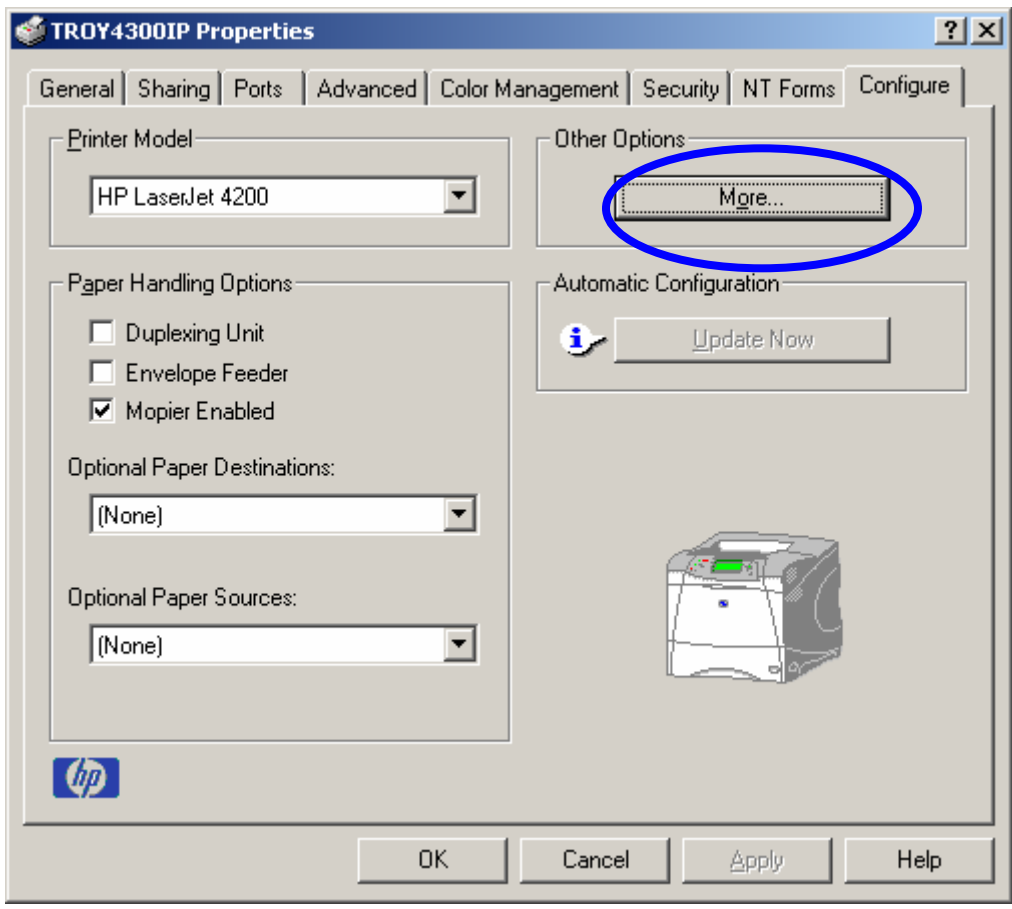 TROY4300IP Properties
General Sharing Ports Advanced Color Management Security NT Forms Configure
Printer Model
HP LaserJet 4200
Other Options
More...
Paper Handling Options
Duplexing Unit
Envelope Feeder
Mopier Enabled
Optional Paper Destinations:
(None)
Optional Paper Sources:
(None)
Automatic Configuration
Update Now
hp
OK Cancel Apply Help